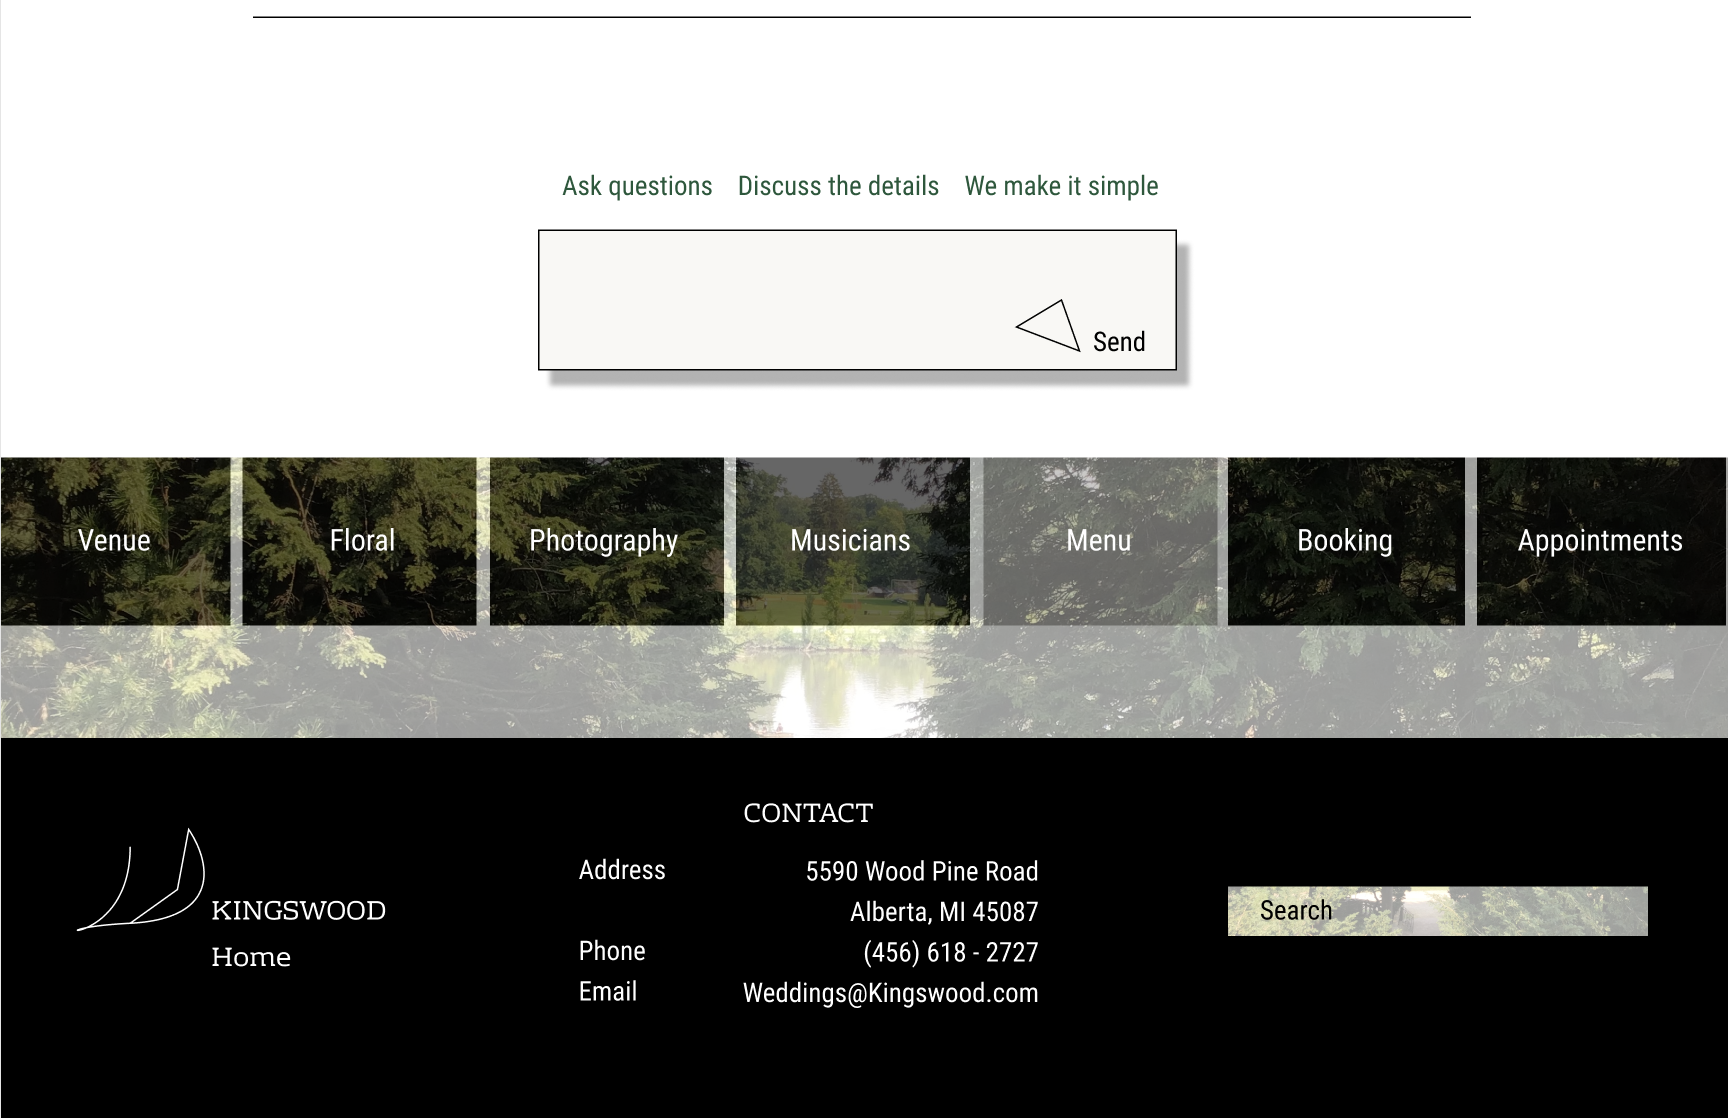 Ask questions Discuss the details We make it simple
Send
Venue Floral Photography Musicians Menu Booking Appointments
CONTACT
Address 5590 Wood Pine Road
Alberta, MI 45087
Phone (456) 618 - 2727
Email Weddings@Kingswood.com
KINGSWOOD
Home
Search